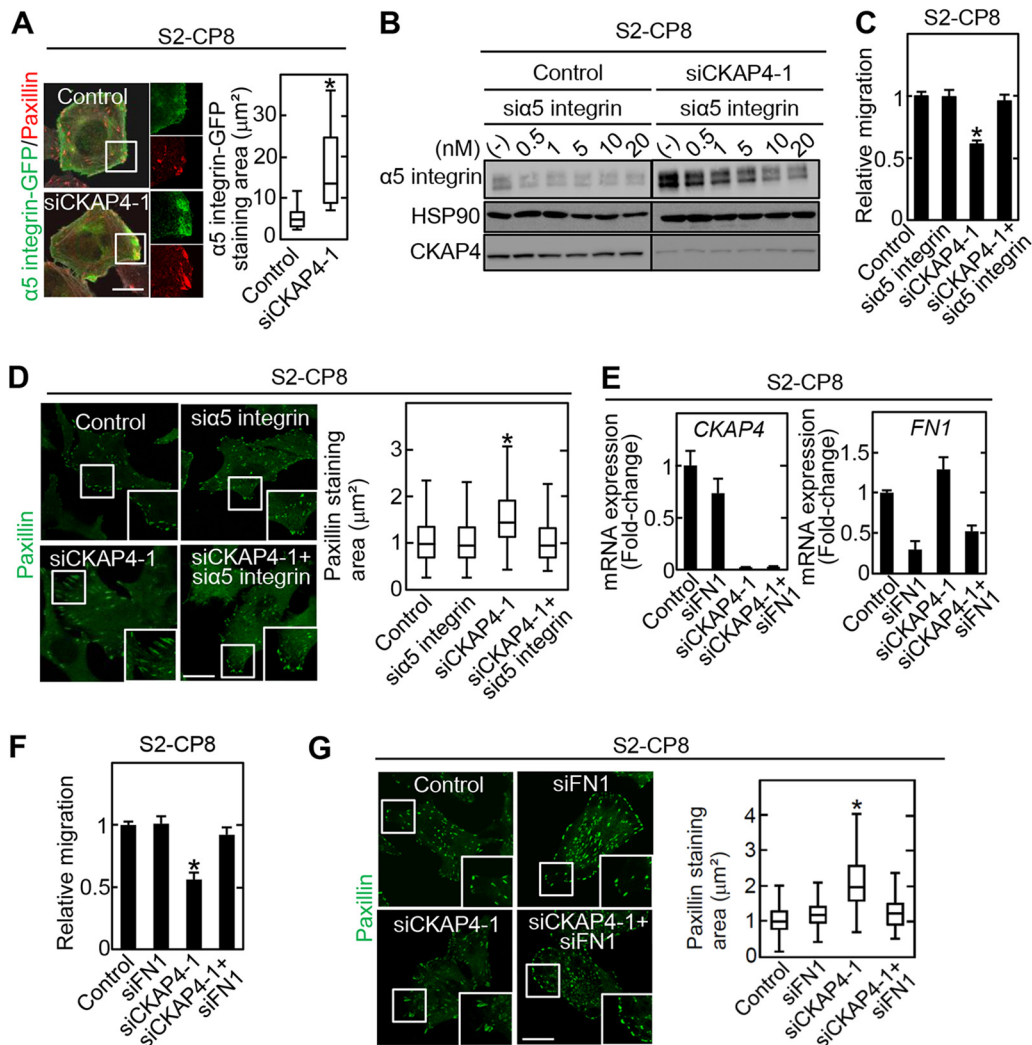 A
S2-CP8
α5 integrin-GFP/Paxillin
Control
siCKAP4-1
α5 integrin-GFP
staining area (μm²)
40
30
20
10
0
*
Control
siCKAP4-1
B
S2-CP8
Control
siCKAP4-1
siα5 integrin
siα5 integrin
(nM)
(-) 0.5 1 5 10 20
(-) 0.5 1 5 10 20
α5 integrin
HSP90
CKAP4
C
S2-CP8
Relative migration
1
0.5
0
*
Control
siα5 integrin
siCKAP4-1
siCKAP4-1+
siα5 integrin
D
S2-CP8
Paxillin
Control
siα5 integrin
siCKAP4-1
siCKAP4-1+
siα5 integrin
Paxillin staining
area (μm²)
3
2
1
0
*
Control
siα5 integrin
siCKAP4-1
siCKAP4-1+
siα5 integrin
E
S2-CP8
mRNA expression
(Fold-change)
CKAP4
1
0.5
0
Control
siFN1
siCKAP4-1
siCKAP4-1+
siFN1
mRNA expression
(Fold-change)
FN1
1.5
1
0.5
0
Control
siFN1
siCKAP4-1
siCKAP4-1+
siFN1
F
S2-CP8
Relative migration
1
0.5
0
*
Control
siFN1
siCKAP4-1
siCKAP4-1+
siFN1
G
S2-CP8
Paxillin
Control
siFN1
siCKAP4-1
siCKAP4-1+
siFN1
Paxillin staining
area (μm²)
4
3
2
1
0
*
Control
siFN1
siCKAP4-1
siCKAP4-1+
siFN1